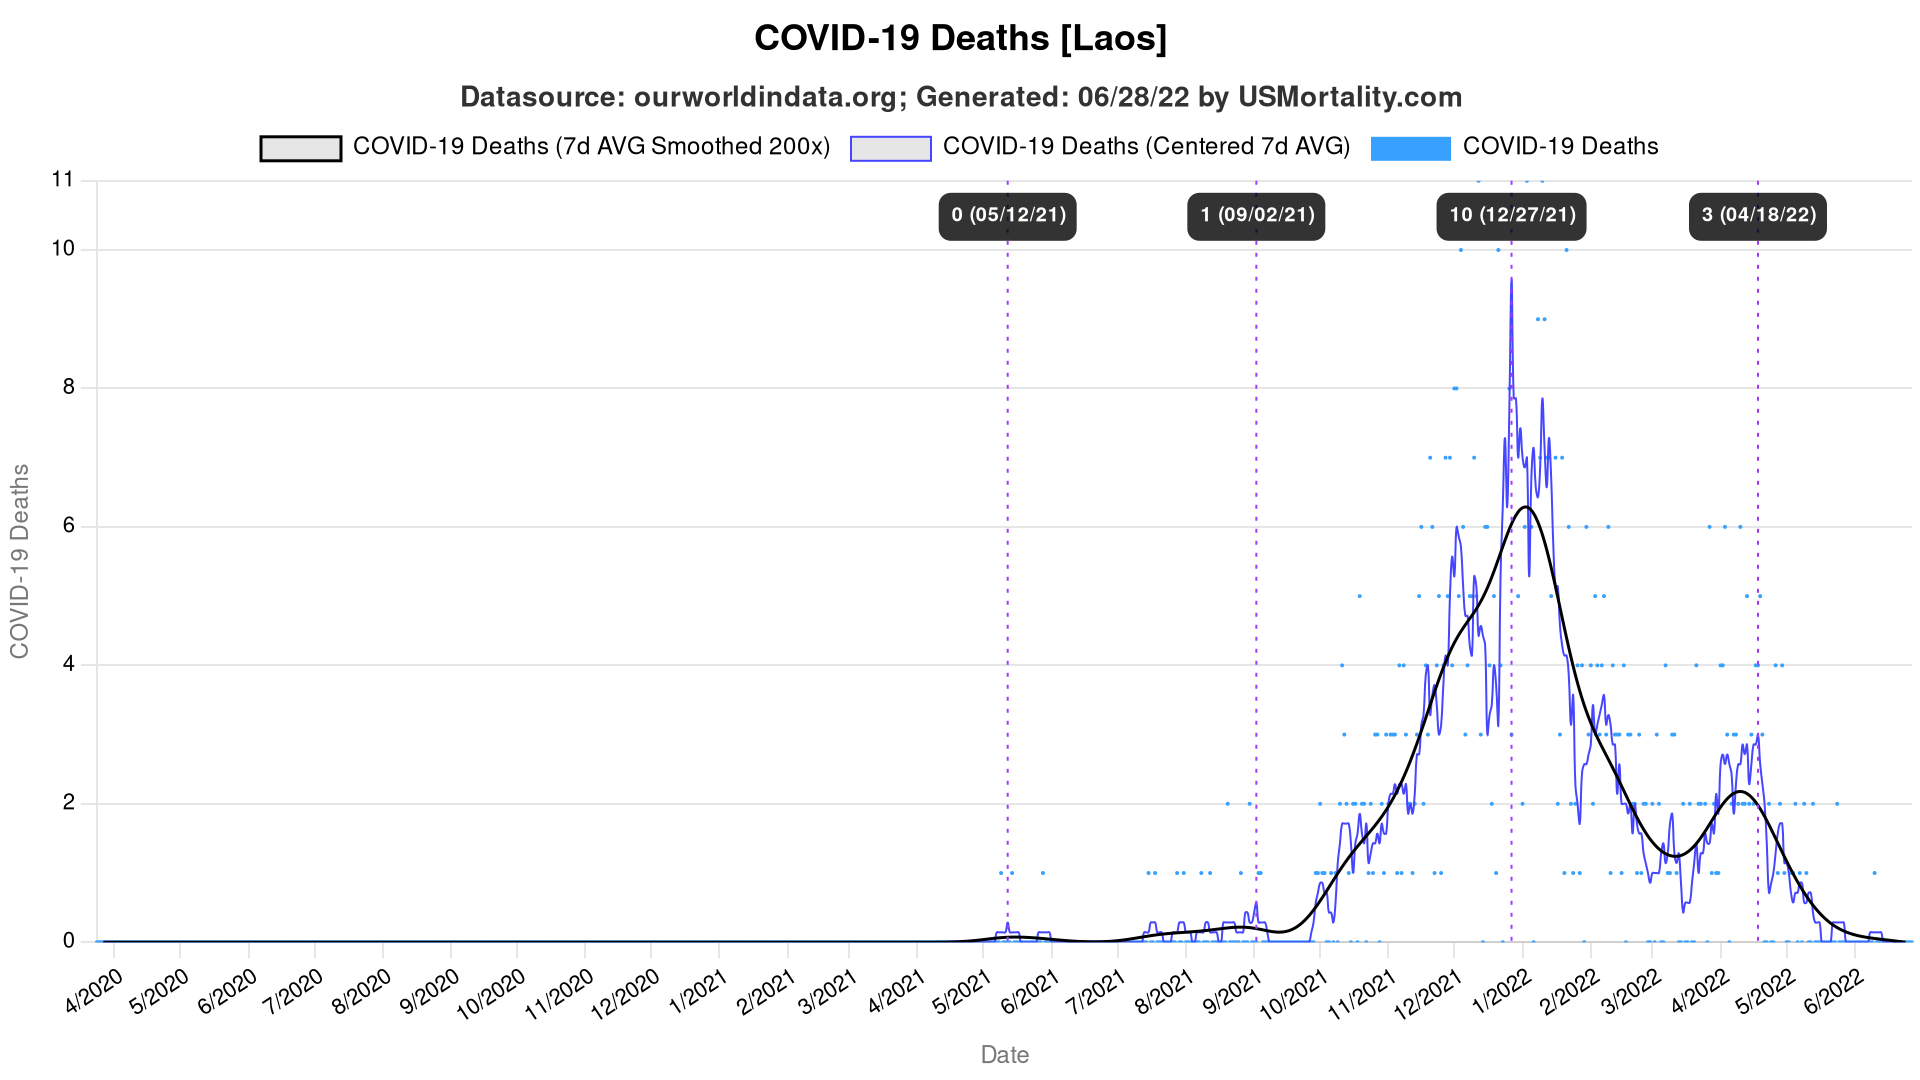 COVID-19 Deaths [Laos]
Datasource: ourworldindata.org; Generated: 06/28/22 by USMortality.com
COVID-19 Deaths (7d AVG Smoothed 200x) COVID-19 Deaths (Centered 7d AVG) COVID-19 Deaths
11
0 (05/12/21) 1 (09/02/21) 10 (12/27/21) 3 (04/18/22)
10
8
6
4
2
0
COVID-19 Deaths
4/2020 5/2020 6/2020 7/2020 8/2020 9/2020 10/2020 11/2020 12/2020 1/2021 2/2021 3/2021 4/2021 5/2021 6/2021 7/2021 8/2021 9/2021 10/2021 11/2021 12/2021 1/2022 2/2022 3/2022 4/2022 5/2022 6/2022
Date